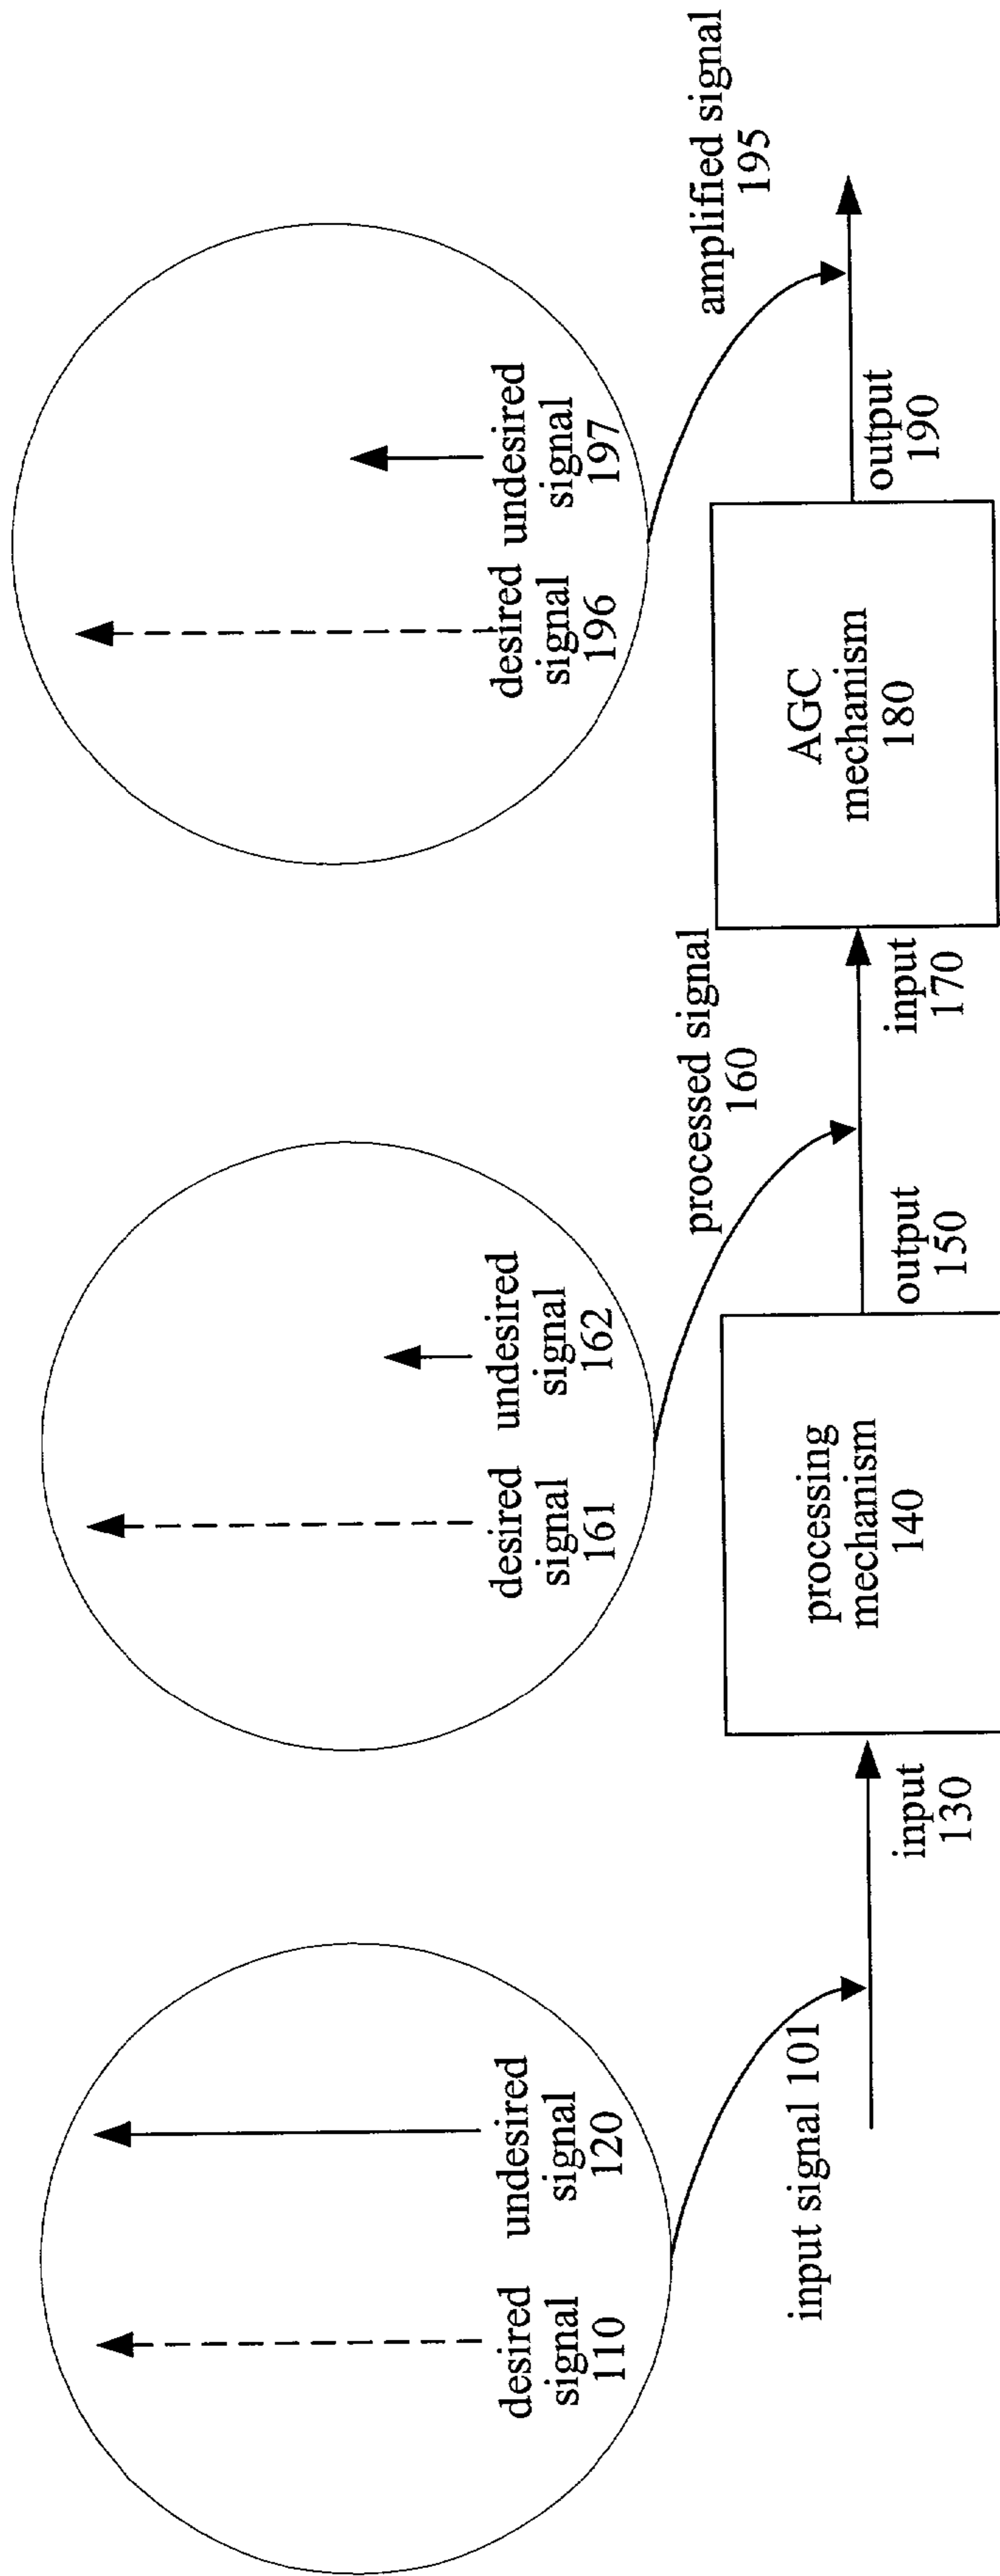 desired
signal
110
undesired
signal
120
input signal 101
input
130
processing
mechanism
140
output
150
desired
signal
161
undesired
signal
162
processed signal
160
input
170
AGC
mechanism
180
output
190
desired
signal
196
undesired
signal
197
amplified signal
195